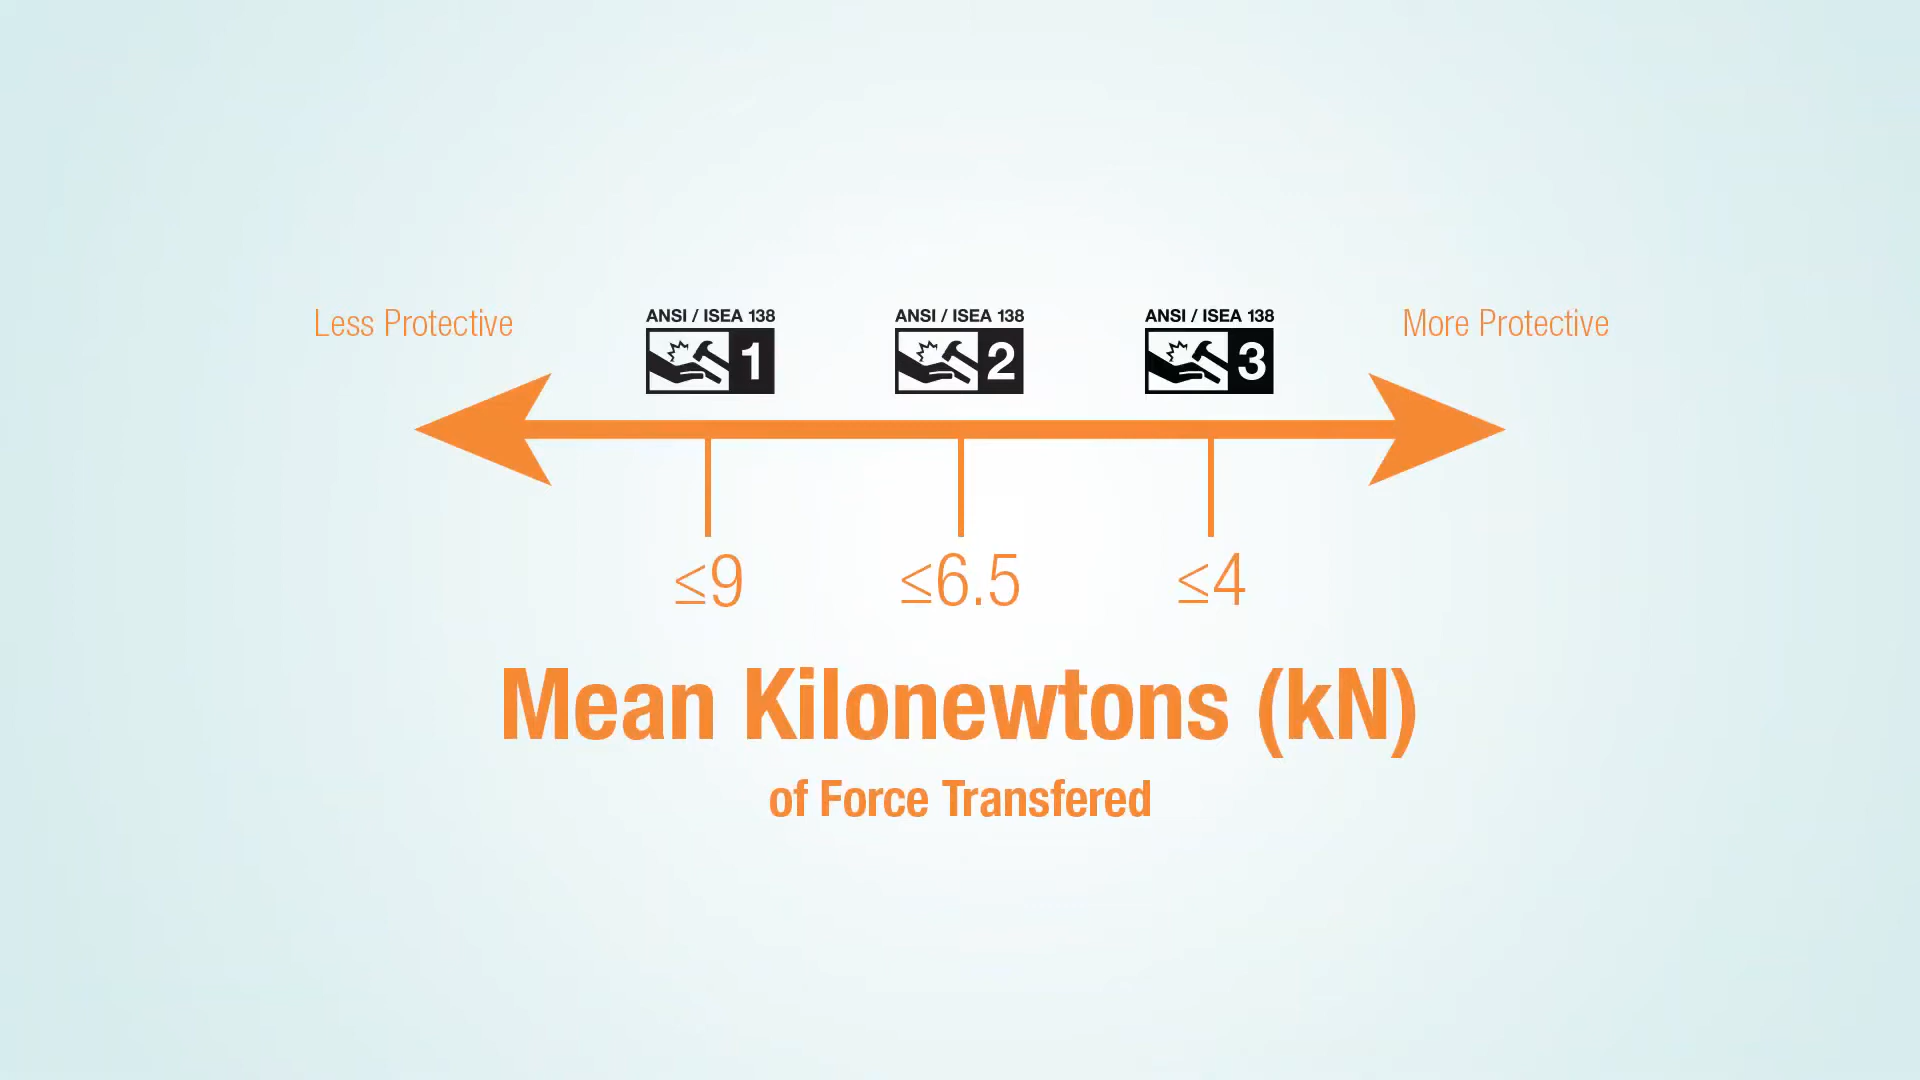 Less Protective
ANSI / ISEA 138
1
ANSI / ISEA 138
2
ANSI / ISEA 138
3
More Protective
≤9
≤6.5
≤4
Mean Kilonewtons (kN)
of Force Transfered